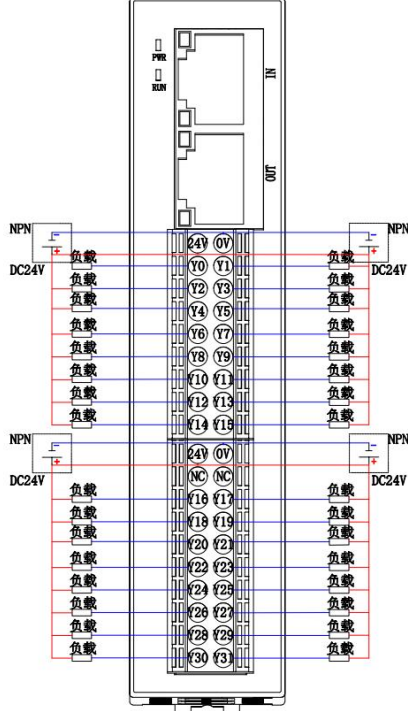 PWR
RUN
IN
OUT
NPN 24V 0V NPN
DC24V 负载 Y0 Y1 负载 DC24V
负载 Y2 Y3 负载
负载 Y4 Y5 负载
负载 Y6 Y7 负载
负载 Y8 Y9 负载
负载 Y10 Y11 负载
负载 Y12 Y13 负载
负载 Y14 Y15 负载
NPN 24V 0V NPN
DC24V NC NC DC24V
负载 Y16 Y17 负载
负载 Y18 Y19 负载
负载 Y20 Y21 负载
负载 Y22 Y23 负载
负载 Y24 Y25 负载
负载 Y26 Y27 负载
负载 Y28 Y29 负载
负载 Y30 Y31 负载